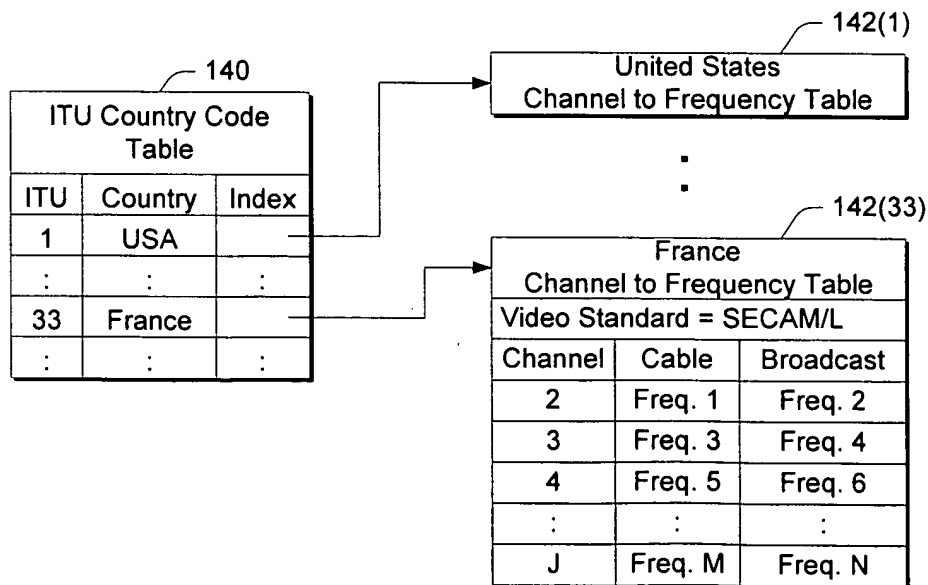 140
ITU Country Code
Table
ITU Country Index
1 USA
: : :
33 France
: : :
142(1)
United States
Channel to Frequency Table
142(33)
France
Channel to Frequency Table
Video Standard = SECAM/L
Channel Cable Broadcast
2 Freq. 1 Freq. 2
3 Freq. 3 Freq. 4
4 Freq. 5 Freq. 6
: : :
J Freq. M Freq. N